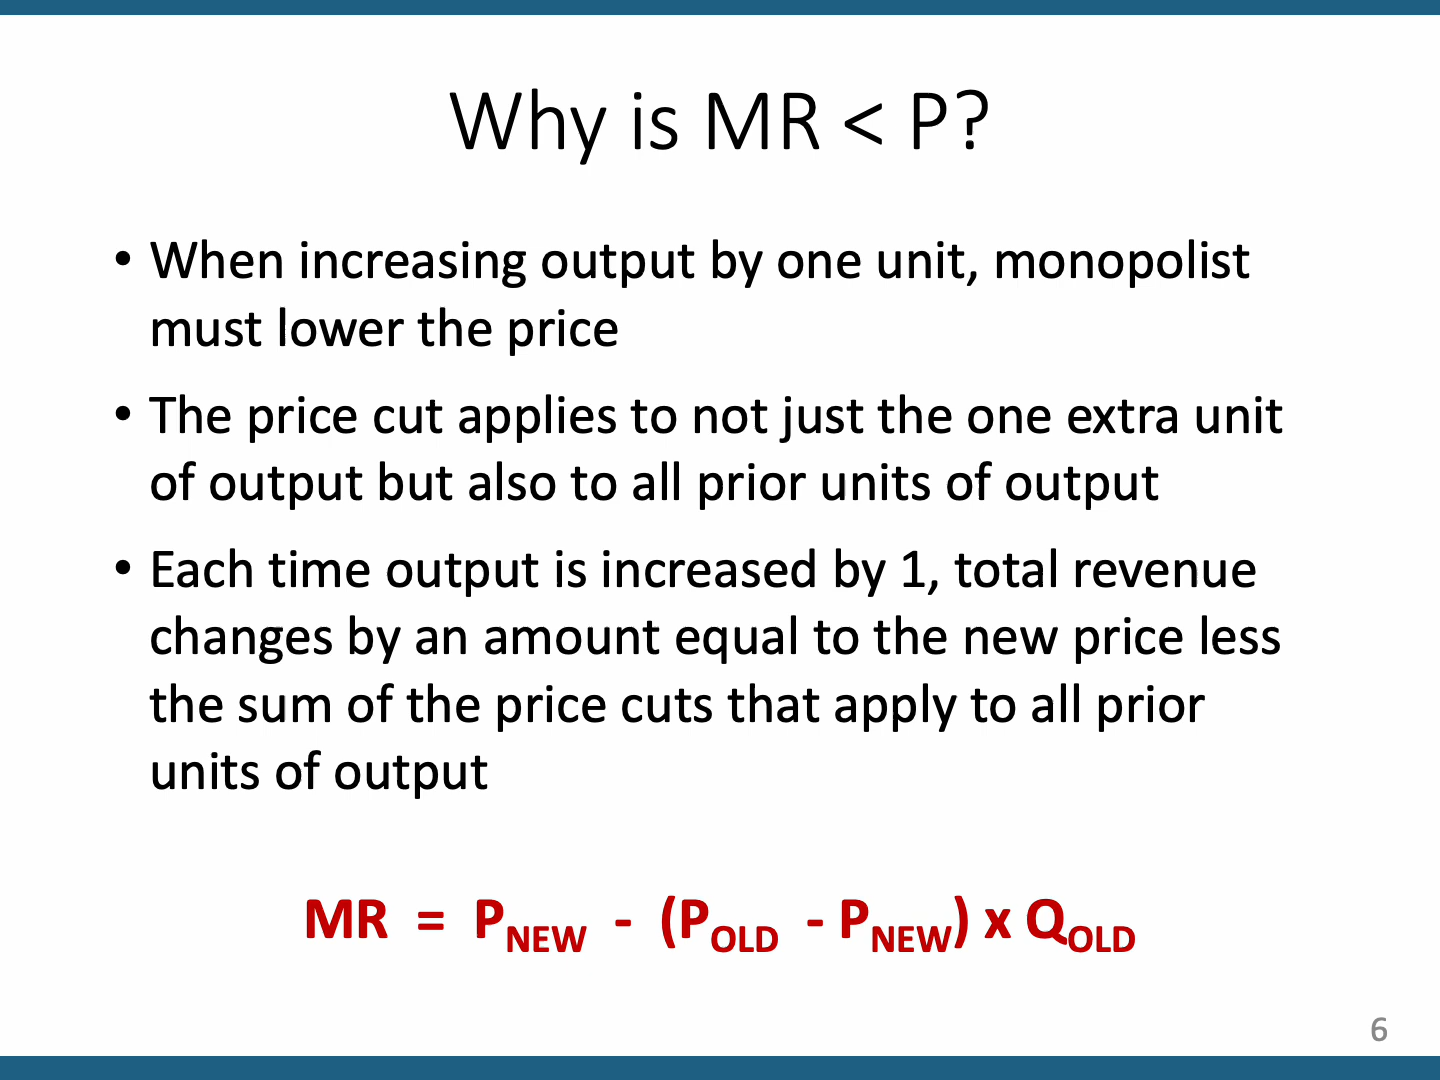 Why is MR < P?
• When increasing output by one unit, monopolist
must lower the price
• The price cut applies to not just the one extra unit
of output but also to all prior units of output
• Each time output is increased by 1, total revenue
changes by an amount equal to the new price less
the sum of the price cuts that apply to all prior
units of output
MR = PNEW - (POLD - PNEW) x QOLD
6